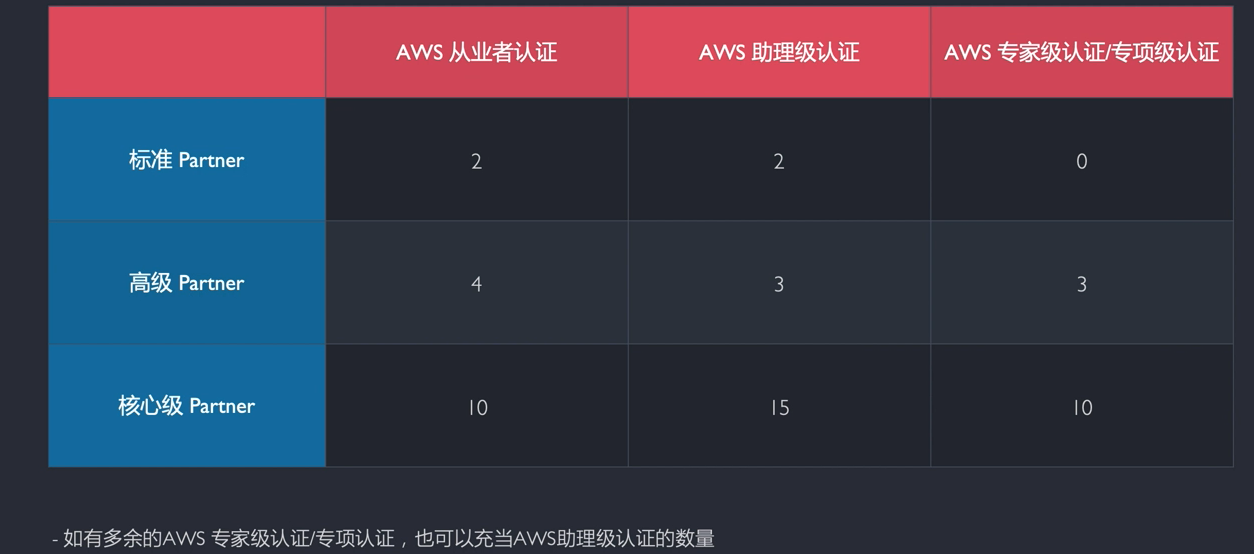 AWS 从业者认证 AWS 助理级认证 AWS 专家级认证/专项级认证
标准 Partner 2 2 0
高级 Partner 4 3 3
核心级 Partner 10 15 10
- 如有多余的AWS 专家级认证/专项认证，也可以充当AWS助理级认证的数量